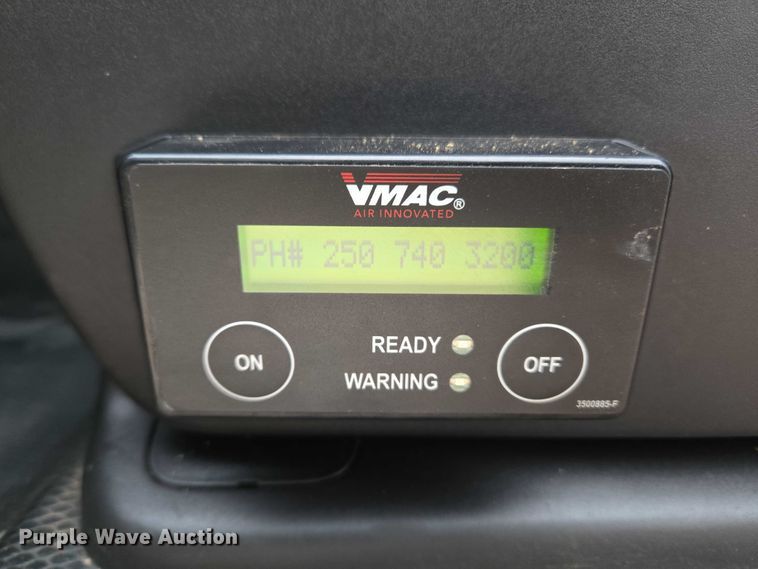 VMAC®
AIR INNOVATED
PH# 250 740 3200
ON
READY
WARNING
OFF
3500885-F
Purple Wave Auction